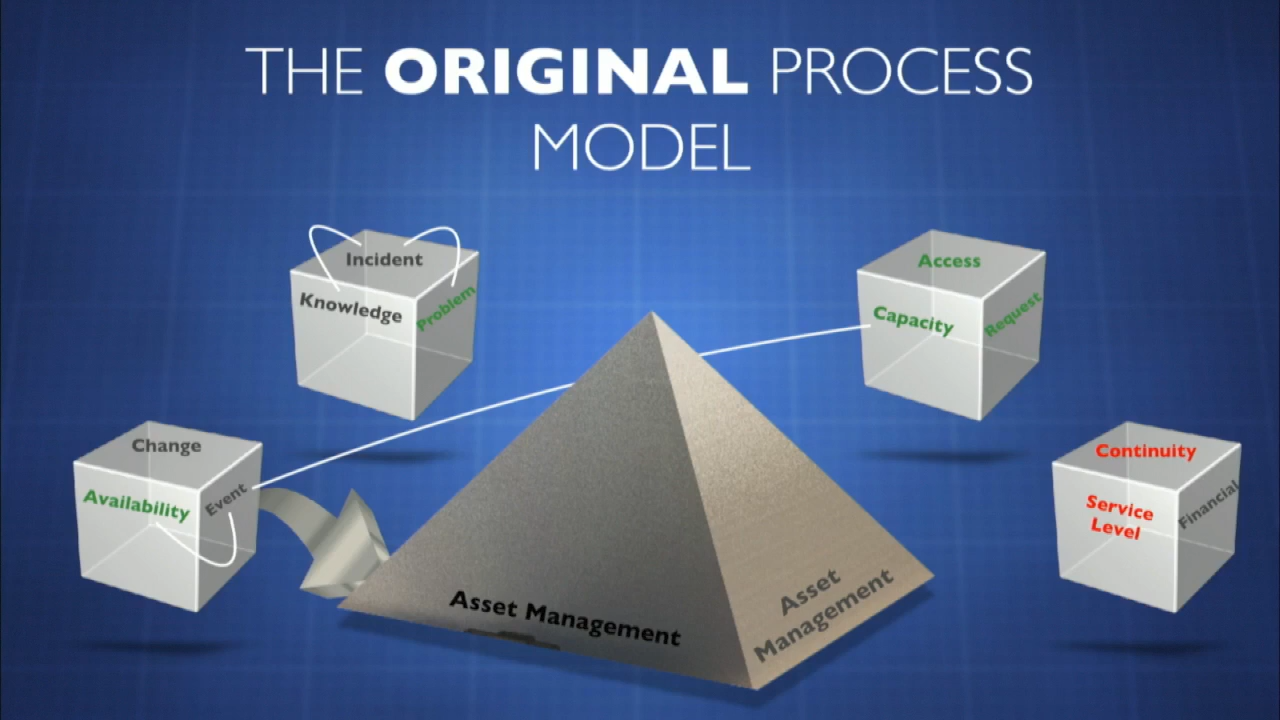 THE ORIGINAL PROCESS
MODEL
Incident
Knowledge
Problem
Access
Capacity
Request
Change
Availability
Event
Continuity
Service
Level
Financial
Asset Management
Asset
Management